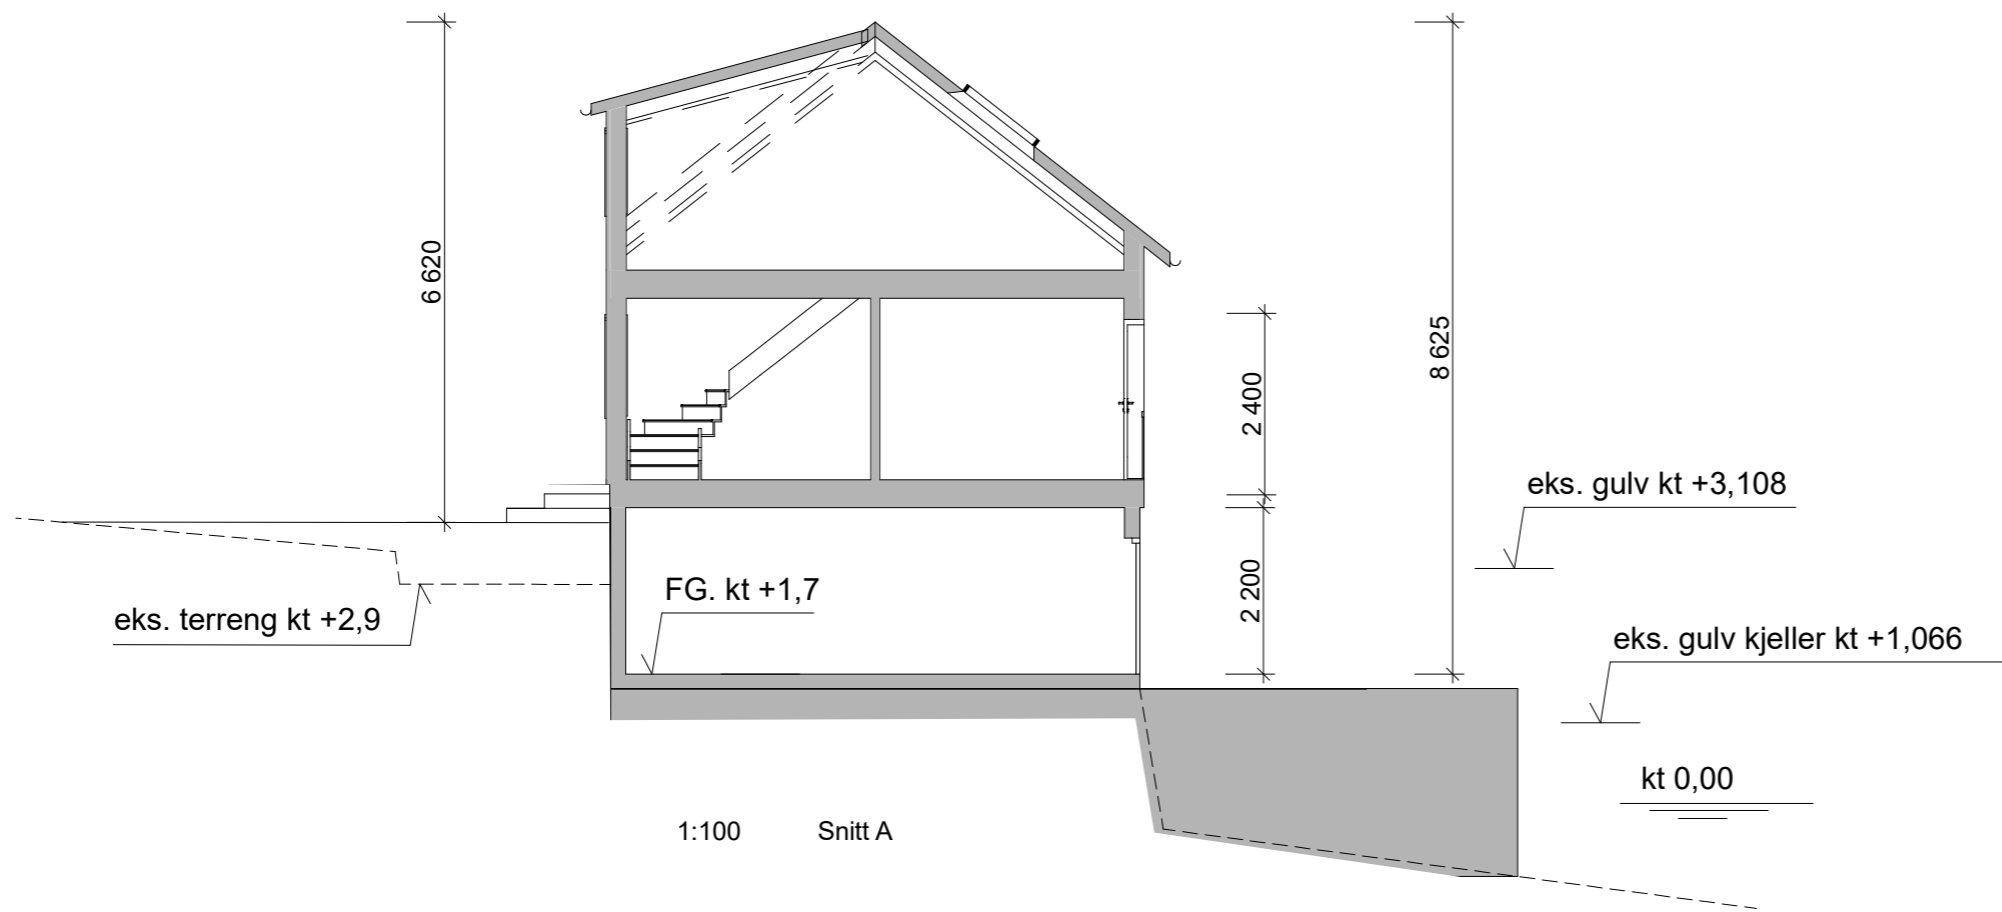 6 620
8 625
2 400
eks. gulv kt +3,108
2 200
FG. kt +1,7
eks. terreng kt +2,9
eks. gulv kjeller kt +1,066
kt 0,00
1:100 Snitt A